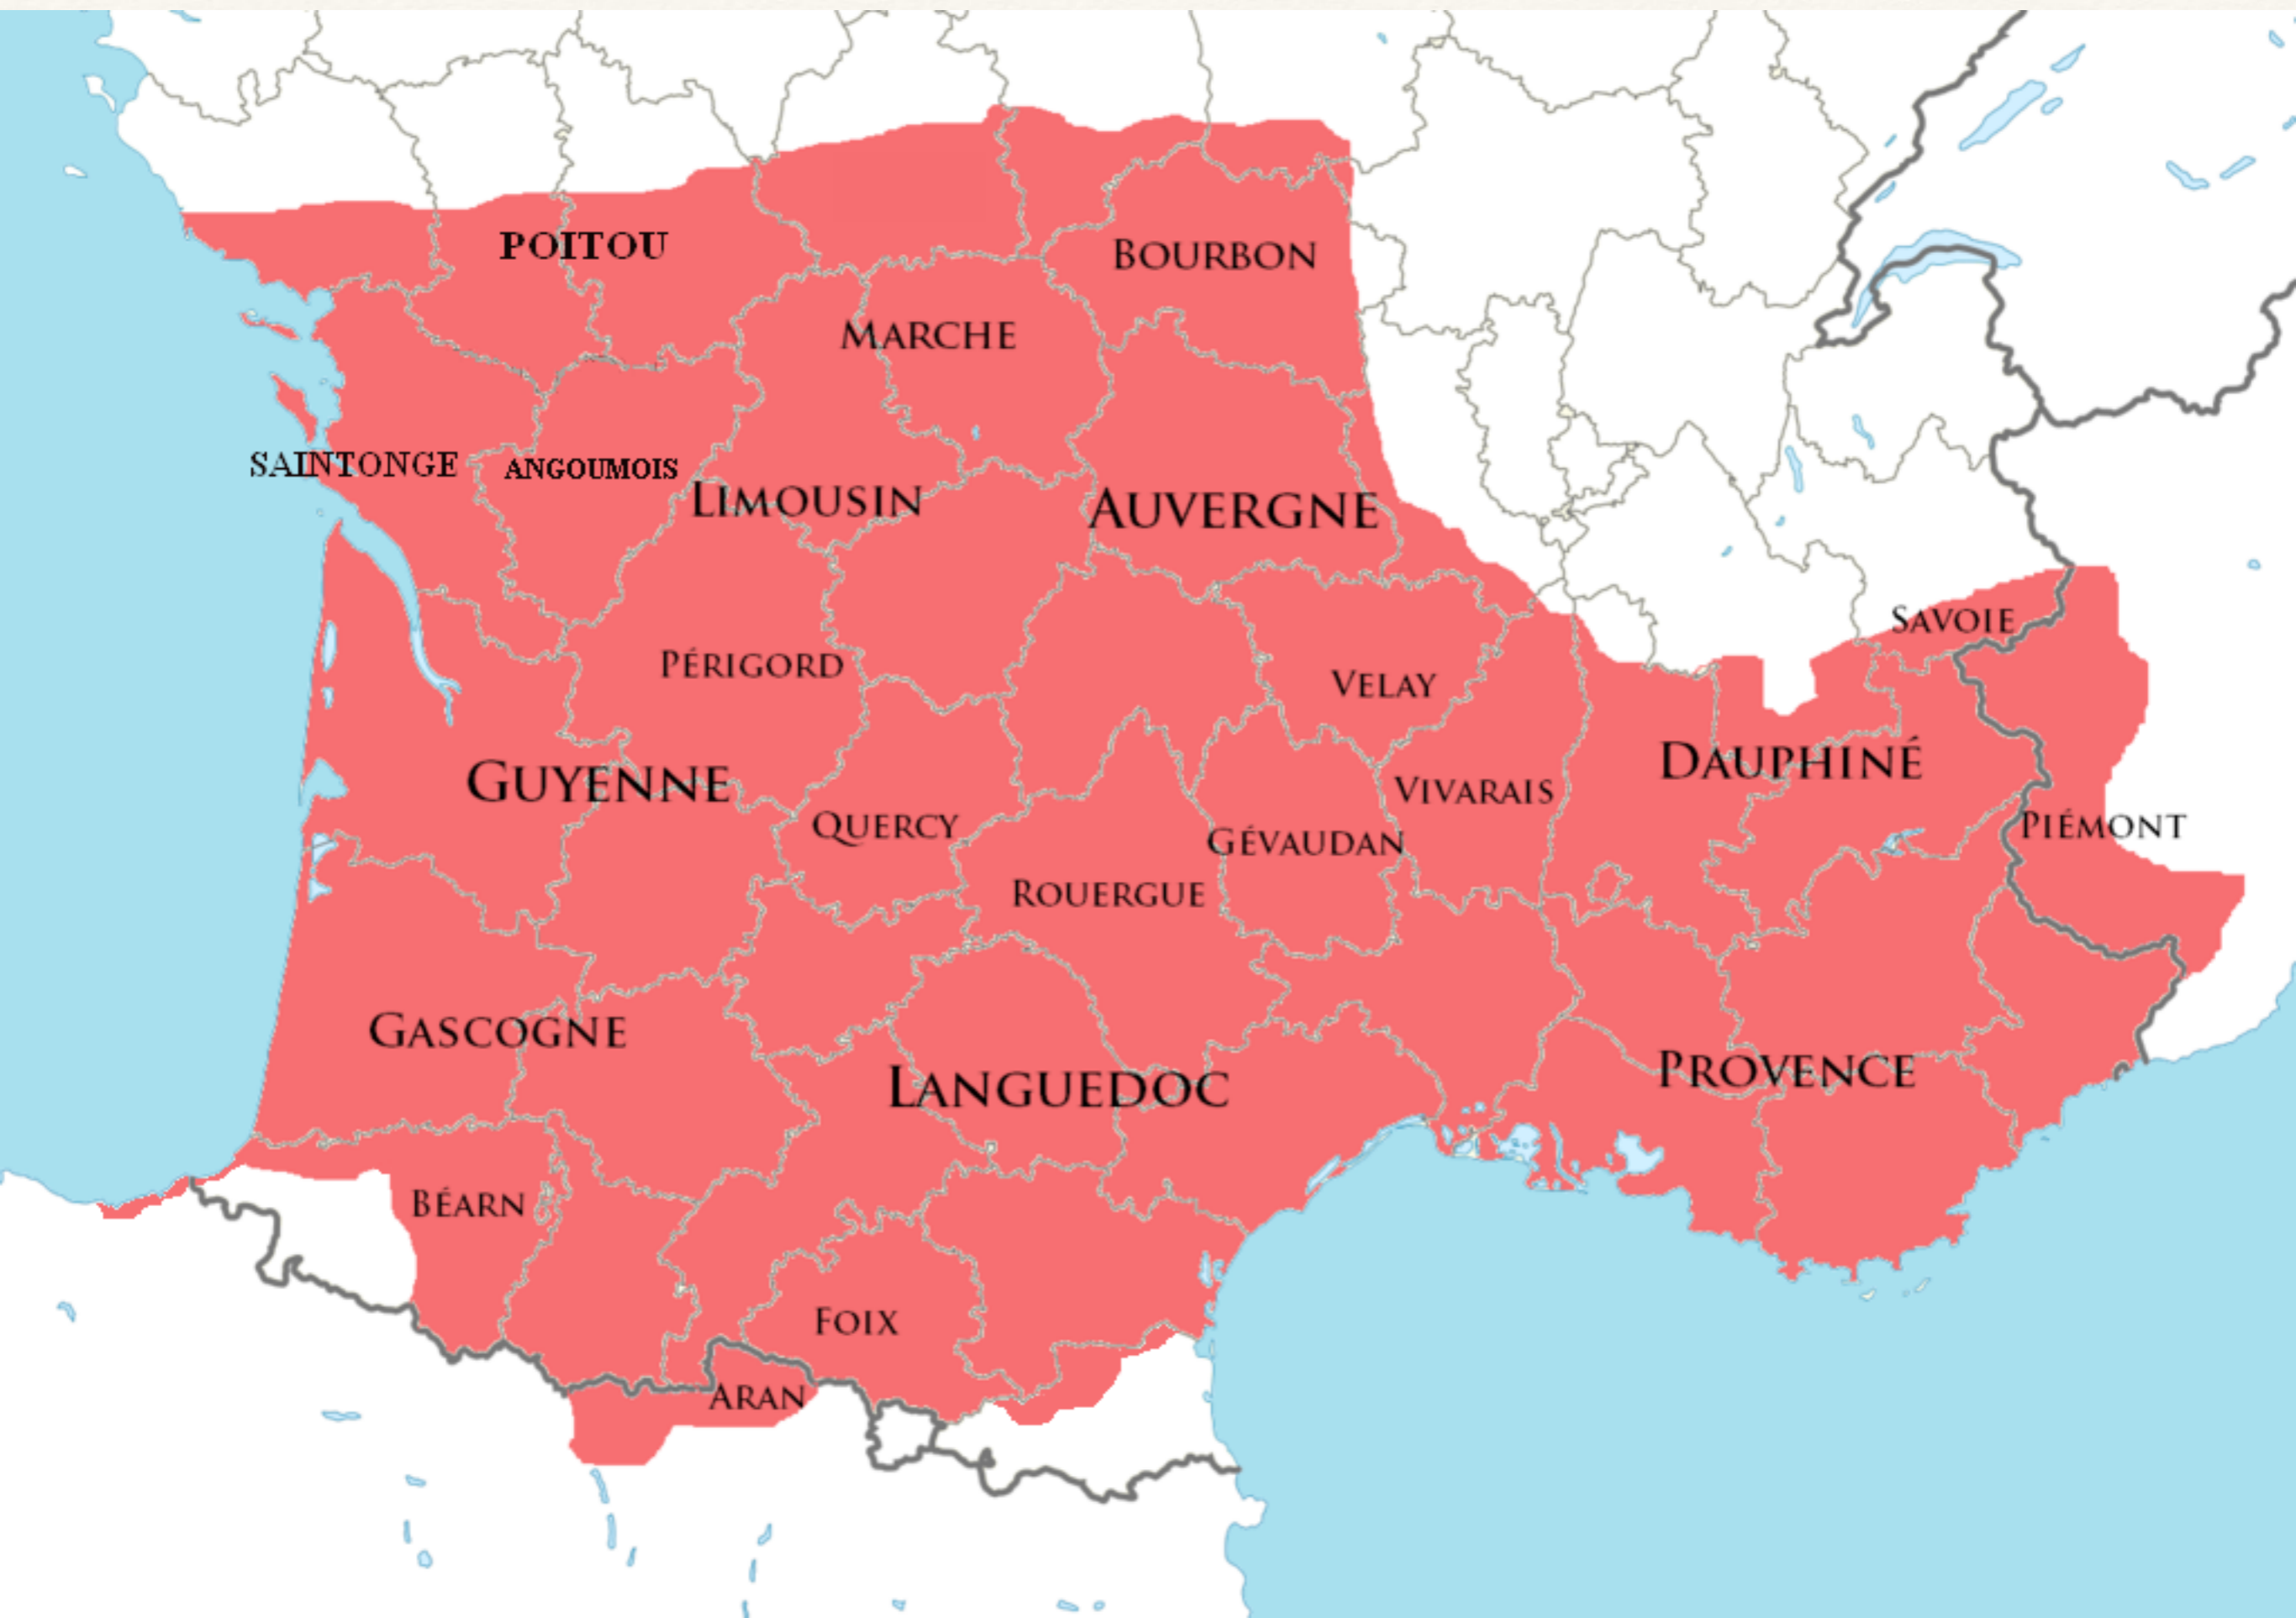 POITOU
BOURBON
MARCHE
SAINTONGE
ANGOUMOIS
LIMOUSIN
AUVERGNE
SAVOIE
PÉRIGORD
VELAY
DAUPHINÉ
GUYENNE
VIVARAIS
QUERCY
PIÉMONT
GÉVAUDAN
ROUERGUE
GASCOGNE
PROVENCE
LANGUEDOC
BÉARN
FOIX
ARAN